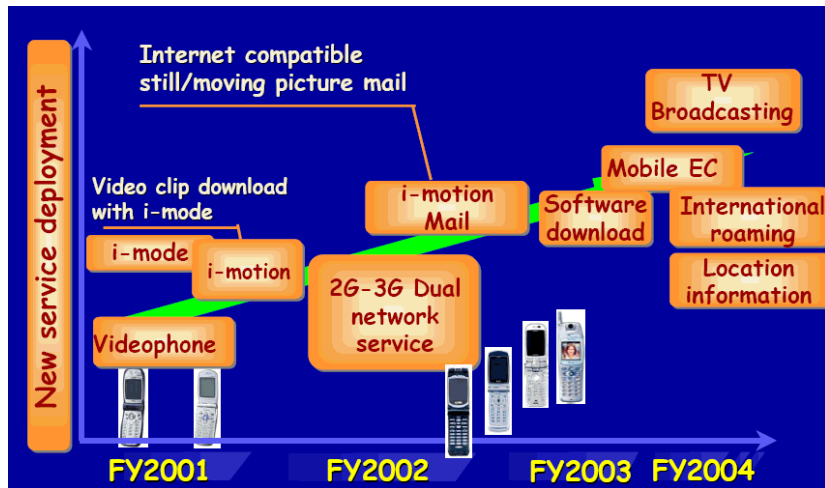 New service deployment
Internet compatible
still/moving picture mail
TV
Broadcasting
Mobile EC
Video clip download
with i-mode
i-motion
Mail
Software
download
International
roaming
i-mode
i-motion
2G-3G Dual
network
service
Location
information
Videophone
FY2001
FY2002
FY2003
FY2004